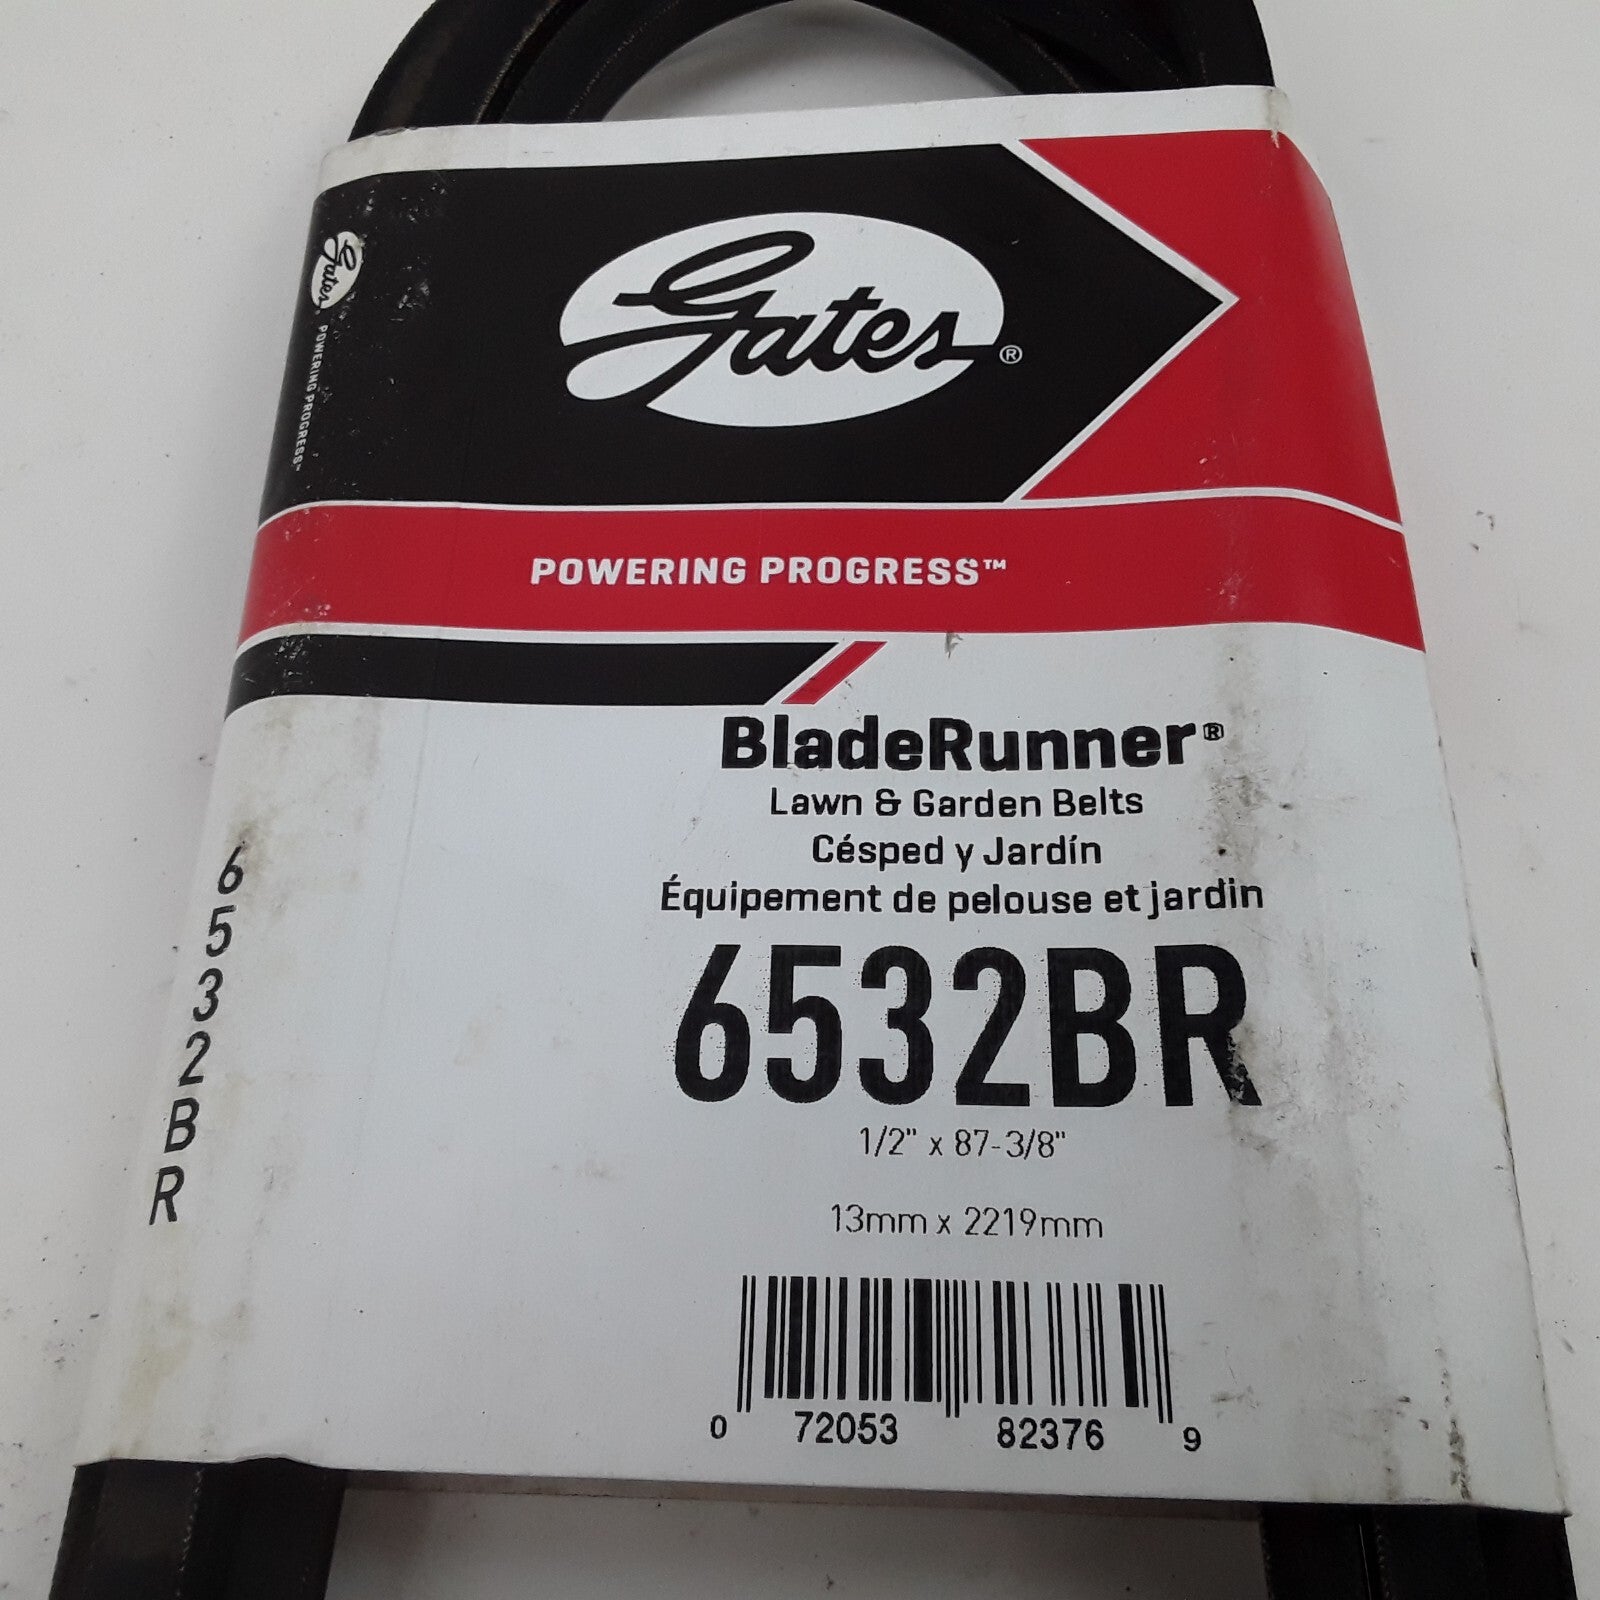 Gates®
POWERING PROGRESS™
Gates
POWERING PROGRESS™
BladeRunner®
Lawn & Garden Belts
Césped y Jardín
Équipement de pelouse et jardin
6532BR
1/2" x 87-3/8"
13mm x 2219mm
0 72053 82376 9
6532BR